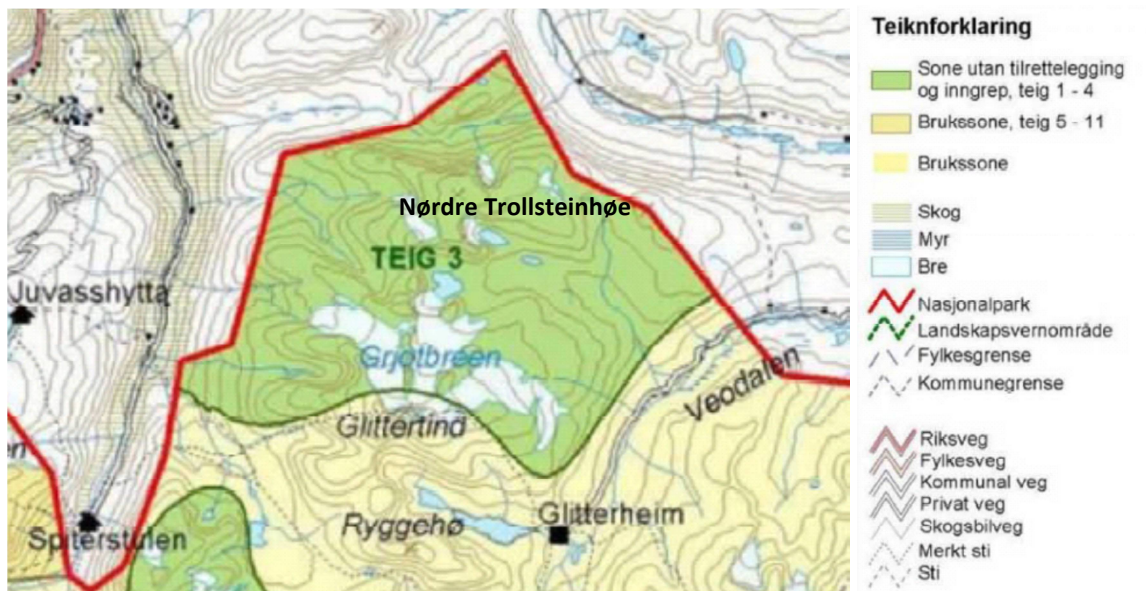 Nørdre Trollsteinhøe
TEIG 3
Juvasshytta
Grjotbreen
Veodalen
Glittertind
Ryggehø
Glitterheim
Spiterstulen
Teiknforklaring
Sone utan tilrettelegging
og inngrep, teig 1 - 4
Brukssone, teig 5 - 11
Brukssone
Skog
Myr
Bre
Nasjonalpark
Landskapsvernområde
Fylkesgrense
Kommunegrense
Riksveg
Fylkesveg
Kommunal veg
Privat veg
Skogsbilveg
Merkt sti
Sti